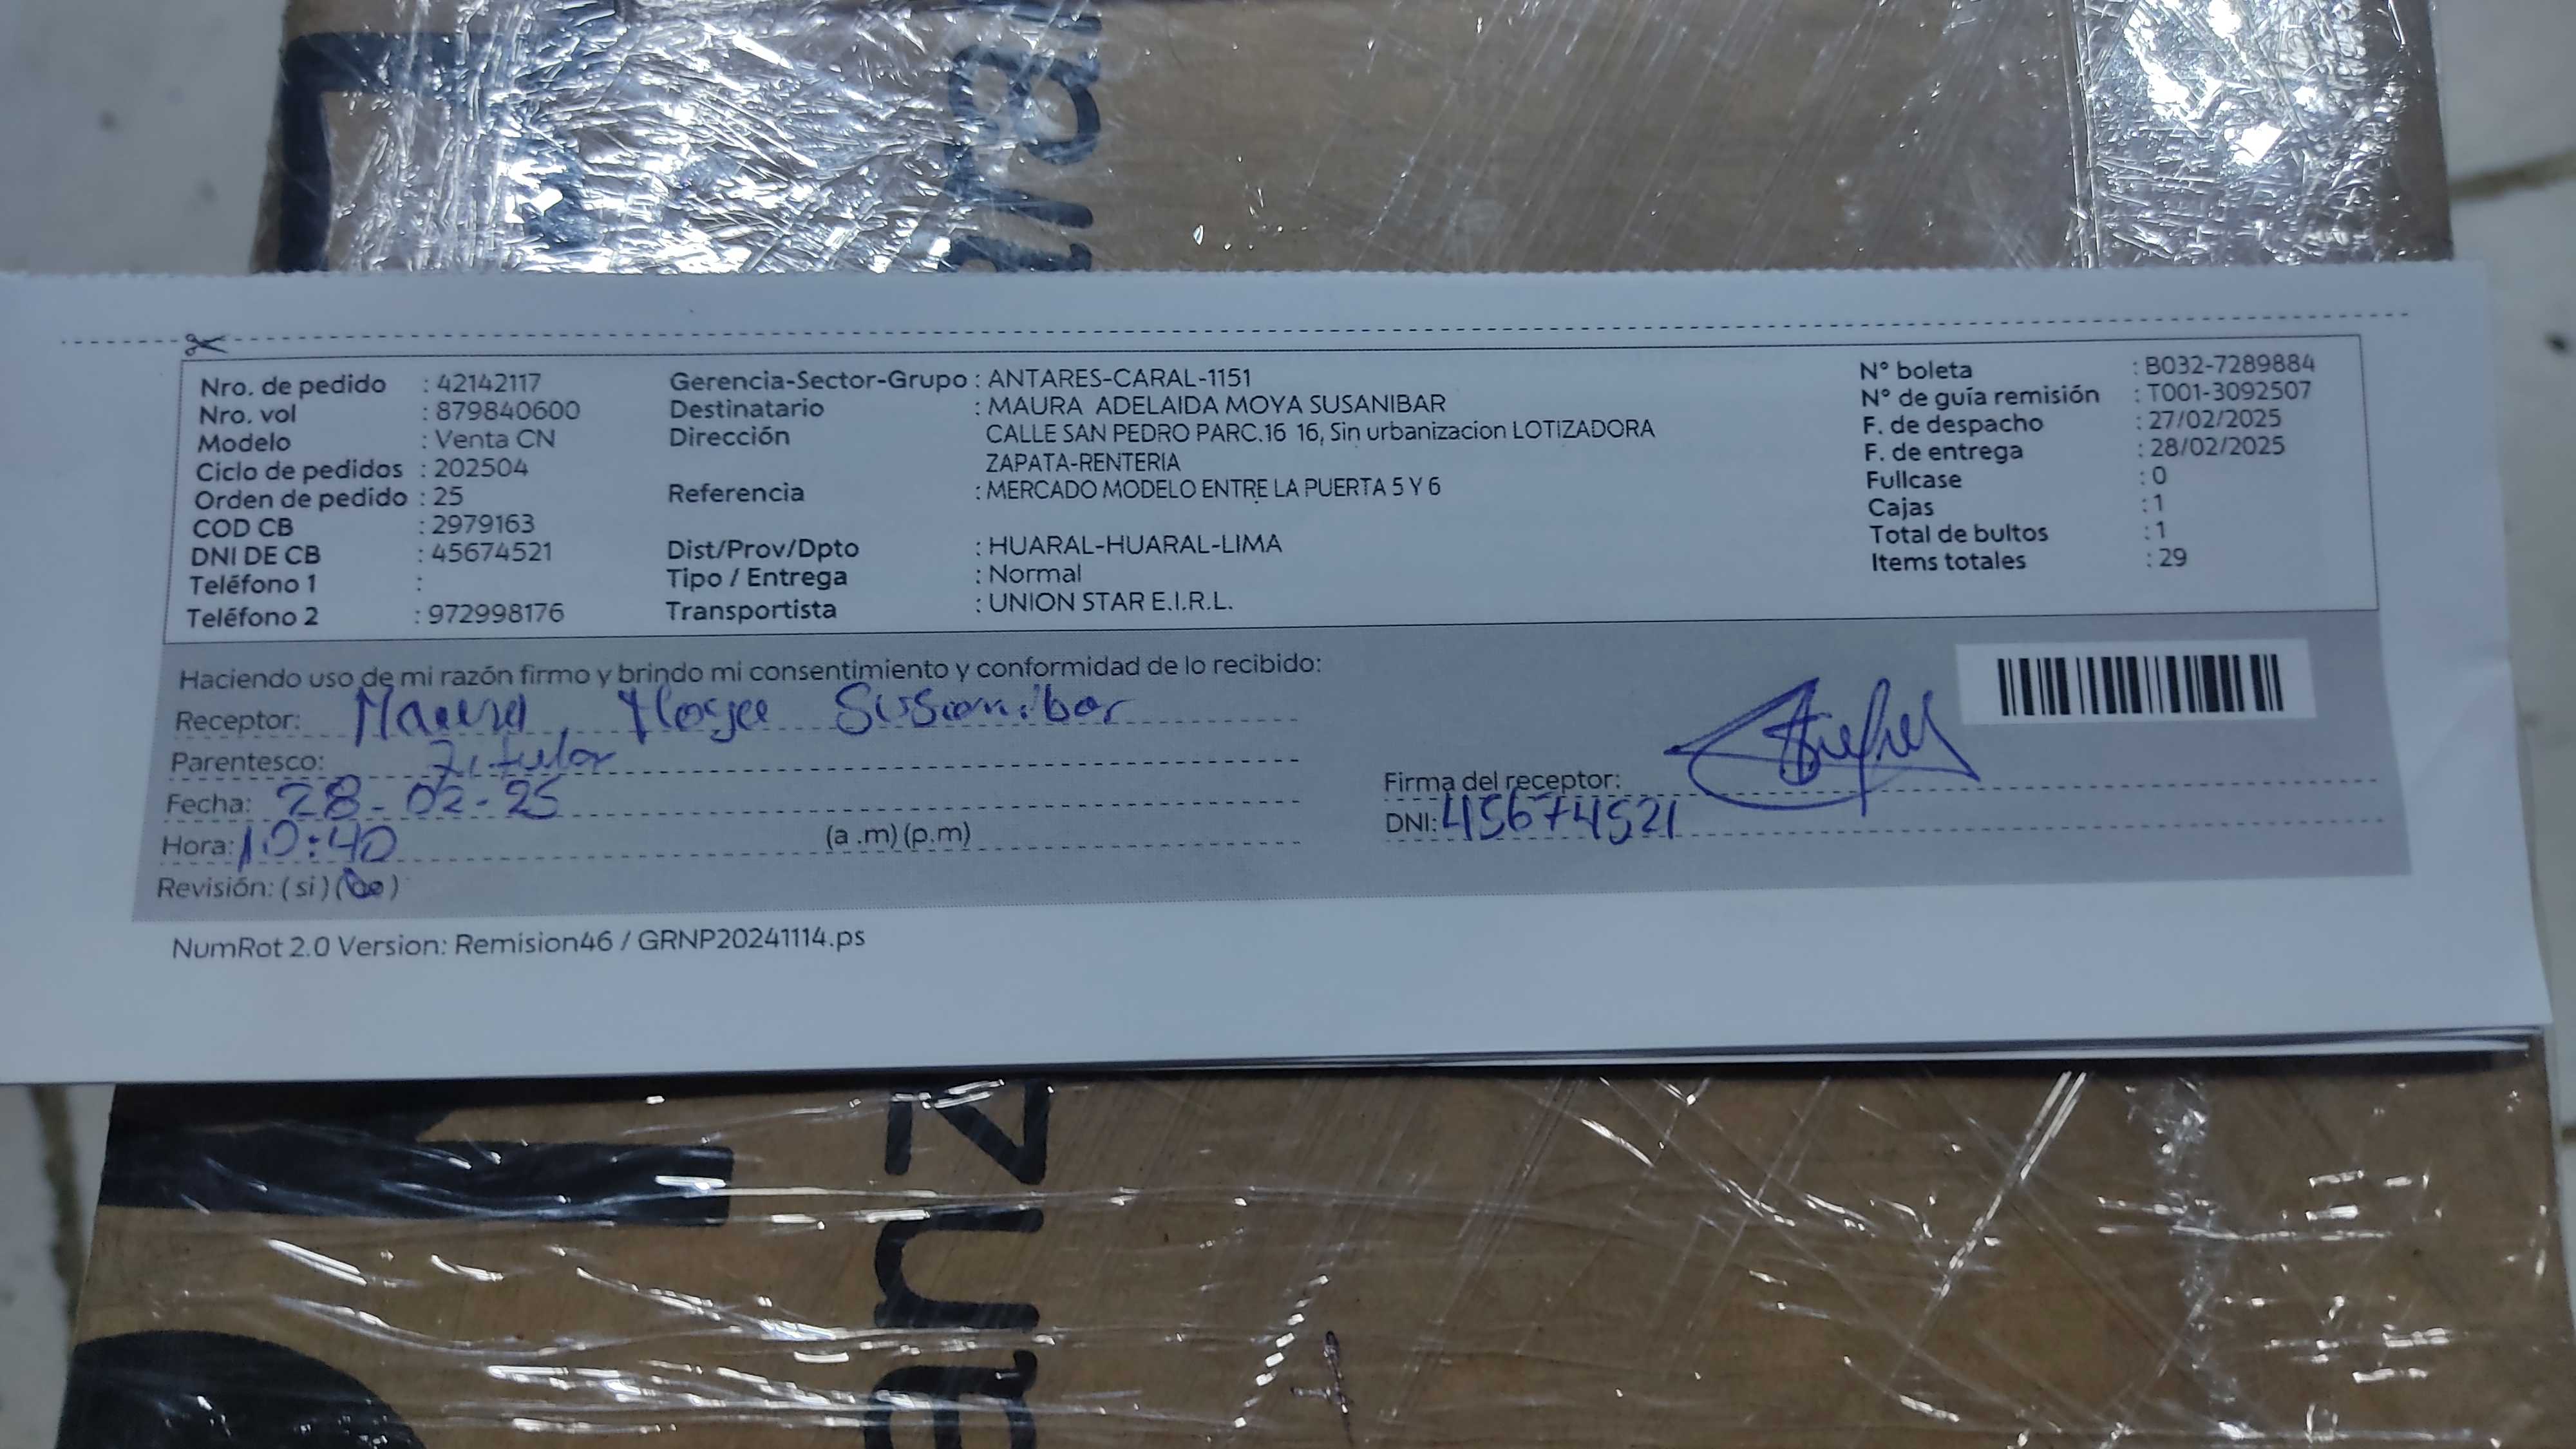 Nro. de pedido : 42142117
Nro. vol : 879840600
Modelo : Venta CN
Ciclo de pedidos : 202504
Orden de pedido : 25
COD CB : 2979163
DNI DE CB : 45674521
Teléfono 1 :
Teléfono 2 : 972998176
Gerencia-Sector-Grupo : ANTARES-CARAL-1151
Destinatario : MAURA ADELAIDA MOYA SUSANIBAR
Dirección CALLE SAN PEDRO PARC.16 16, Sin urbanizacion LOTIZADORA
ZAPATA-RENTERIA
Referencia : MERCADO MODELO ENTRE LA PUERTA 5 Y 6
Dist/Prov/Dpto : HUARAL-HUARAL-LIMA
Tipo / Entrega : Normal
Transportista : UNION STAR E.I.R.L.
N° boleta : B032-7289884
N° de guía remisión : T001-3092507
F. de despacho : 27/02/2025
F. de entrega : 28/02/2025
Fullcase : 0
Cajas : 1
Total de bultos : 1
Items totales : 29
Haciendo uso de mi razón firmo y brindo mi consentimiento y conformidad de lo recibido:
Receptor: Maura Moya Susanibar
Parentesco: Titular
Fecha: 28-02-25
Hora: 10:40 (a .m) (p.m)
Revisión: ( si ) (no )
Firma del receptor:
DNI: 45674521
NumRot 2.0 Version: Remision46 / GRNP20241114.ps